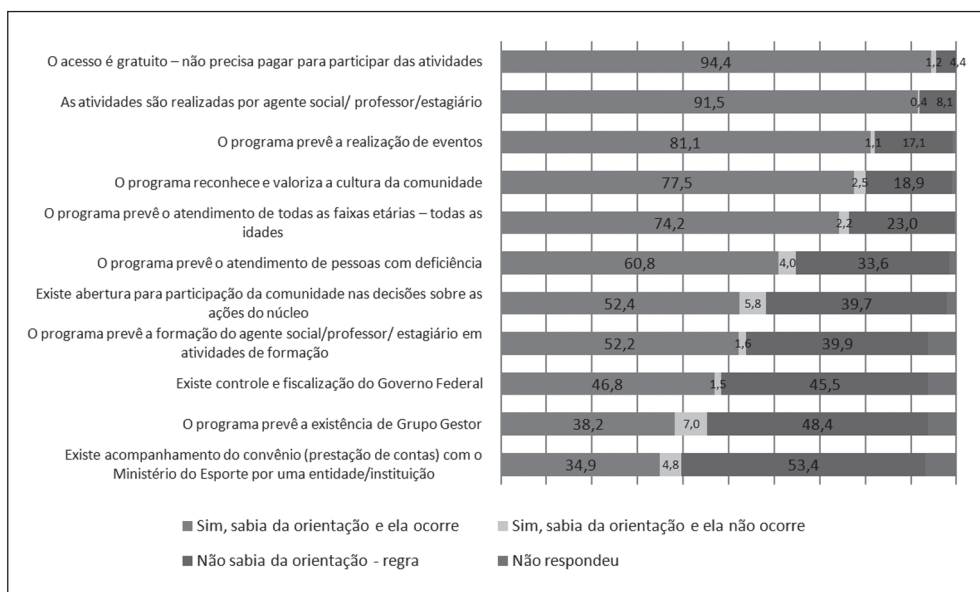 O acesso é gratuito – não precisa pagar para participar das atividades
94,4 1,2 4,4
As atividades são realizadas por agente social/ professor/estagiário
91,5 0,4 8,1
O programa prevê a realização de eventos
81,1 1,1 17,1
O programa reconhece e valoriza a cultura da comunidade
77,5 2,5 18,9
O programa prevê o atendimento de todas as faixas etárias – todas as
idades
74,2 2,2 23,0
O programa prevê o atendimento de pessoas com deficiência
60,8 4,0 33,6
Existe abertura para participação da comunidade nas decisões sobre as
ações do núcleo
52,4 5,8 39,7
O programa prevê a formação do agente social/professor/ estagiário em
atividades de formação
52,2 1,6 39,9
Existe controle e fiscalização do Governo Federal
46,8 1,5 45,5
O programa prevê a existência de Grupo Gestor
38,2 7,0 48,4
Existe acompanhamento do convênio (prestação de contas) com o
Ministério do Esporte por uma entidade/instituição
34,9 4,8 53,4
Sim, sabia da orientação e ela ocorre
Sim, sabia da orientação e ela não ocorre
Não sabia da orientação - regra
Não respondeu